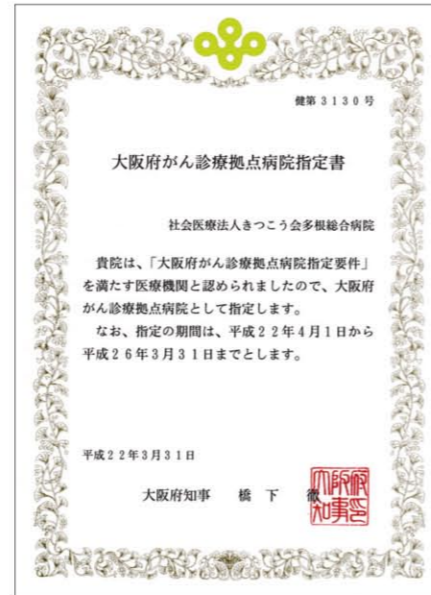 健第3130号
大阪府がん診療拠点病院指定書
社会医療法人きつこう会多根総合病院
貴院は、「大阪府がん診療拠点病院指定要件」
を満たす医療機関と認められましたので、大阪府
がん診療拠点病院として指定します。
なお、指定の期間は、平成22年4月1日から
平成26年3月31日までとします。
平成22年3月31日
大阪府知事 橋下 徹
大阪府知事印